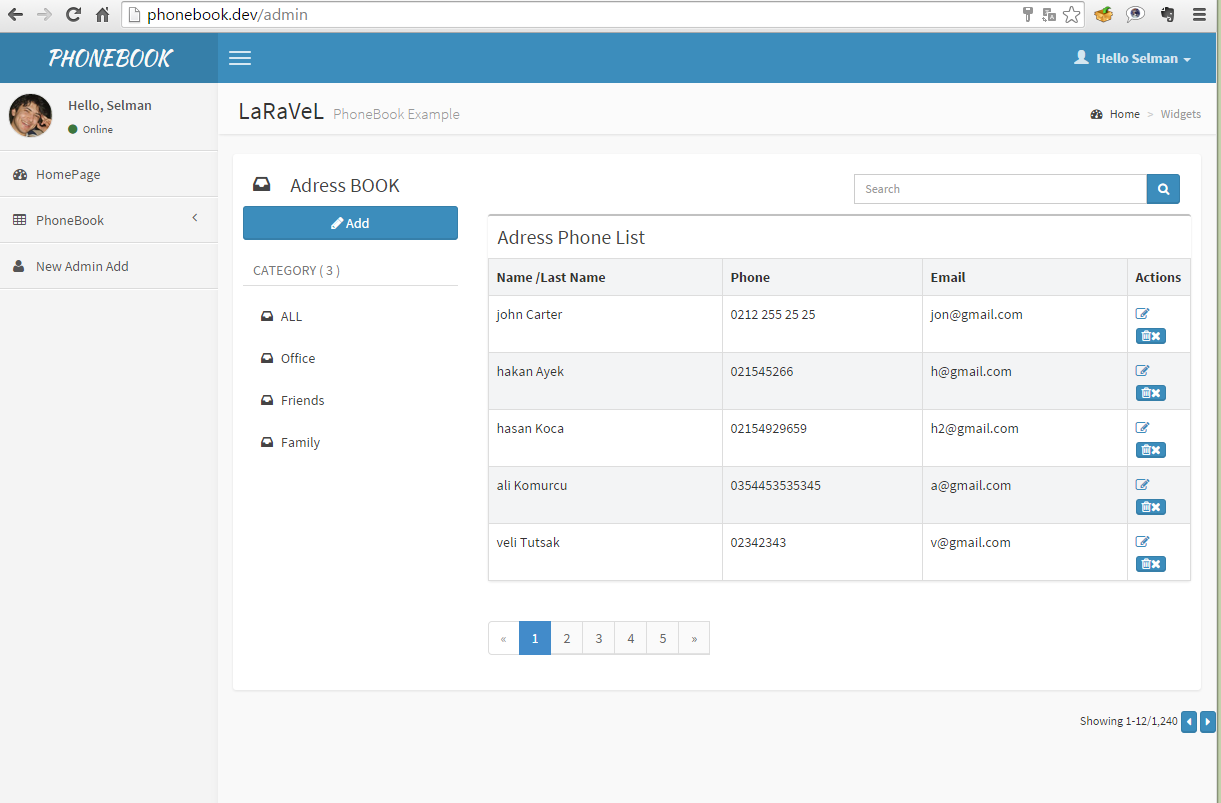 phonebook.dev/admin
PHONEBOOK
Hello Selman
Hello, Selman
Online
HomePage
PhoneBook
New Admin Add
LaRaVeL PhoneBook Example
Home > Widgets
Adress BOOK
Search
Add
CATEGORY ( 3 )
ALL
Office
Friends
Family
Adress Phone List
Name /Last Name Phone Email Actions
john Carter 0212 255 25 25 jon@gmail.com
hakan Ayek 021545266 h@gmail.com
hasan Koca 02154929659 h2@gmail.com
ali Komurcu 0354453535345 a@gmail.com
veli Tutsak 02342343 v@gmail.com
« 1 2 3 4 5 »
Showing 1-12/1,240